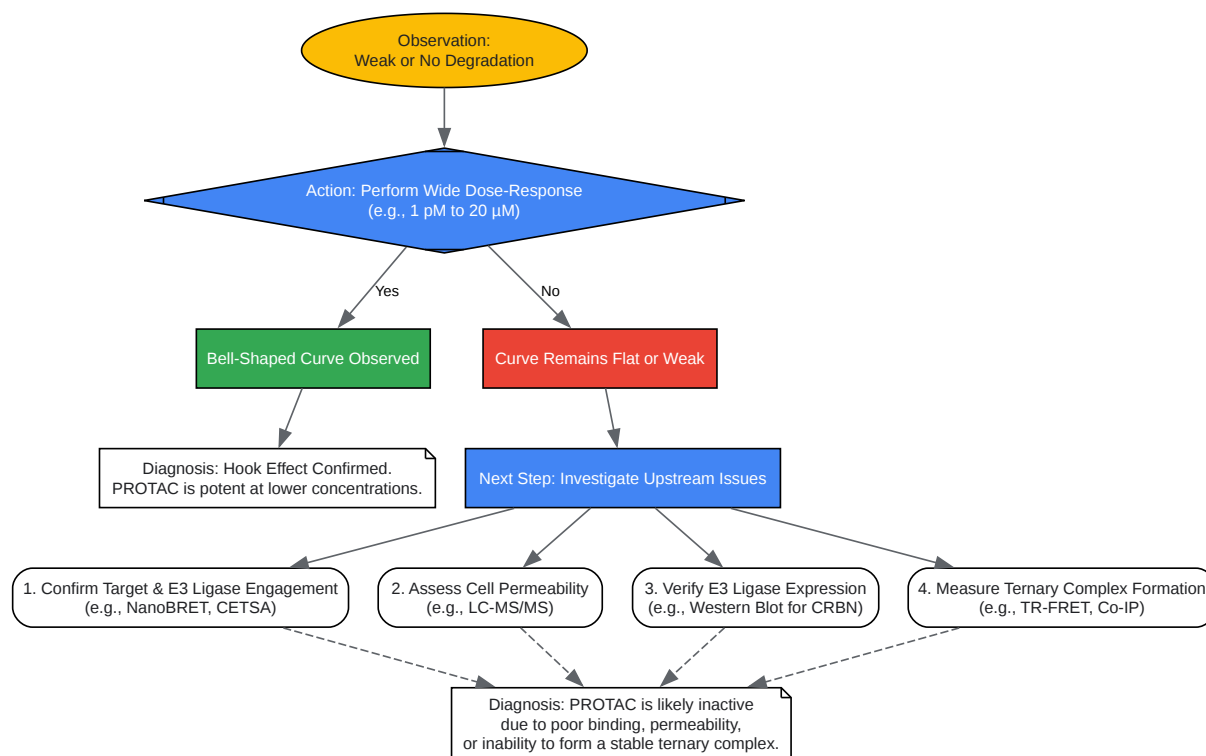 Observation:
Weak or No Degradation
Action: Perform Wide Dose-Response
(e.g., 1 pM to 20 µM)
Yes
No
Bell-Shaped Curve Observed
Curve Remains Flat or Weak
Diagnosis: Hook Effect Confirmed.
PROTAC is potent at lower concentrations.
Next Step: Investigate Upstream Issues
1. Confirm Target & E3 Ligase Engagement
(e.g., NanoBRET, CETSA)
2. Assess Cell Permeability
(e.g., LC-MS/MS)
3. Verify E3 Ligase Expression
(e.g., Western Blot for CRBN)
4. Measure Ternary Complex Formation
(e.g., TR-FRET, Co-IP)
Diagnosis: PROTAC is likely inactive
due to poor binding, permeability,
or inability to form a stable ternary complex.